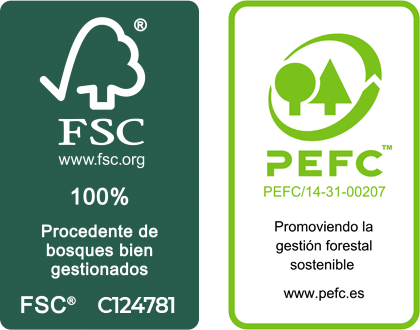 ®
FSC
www.fsc.org
100%
Procedente de
bosques bien
gestionados
FSC® C124781
PEFC™
PEFC/14-31-00207
Promoviendo la
gestión forestal
sostenible
www.pefc.es